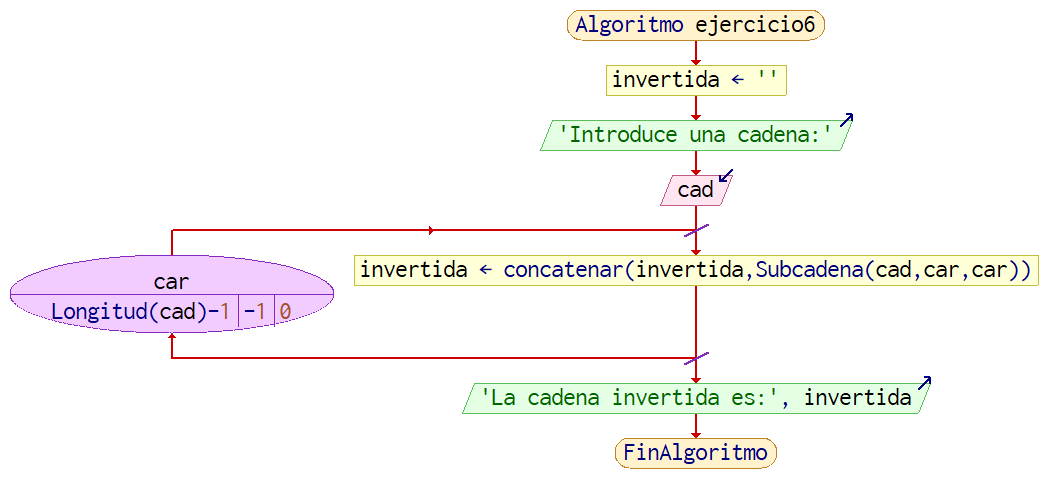 Algoritmo ejercicio6
invertida ← ''
'Introduce una cadena:'
cad
car
Longitud(cad)-1 -1 0
invertida ← concatenar(invertida,Subcadena(cad,car,car))
'La cadena invertida es:', invertida
FinAlgoritmo